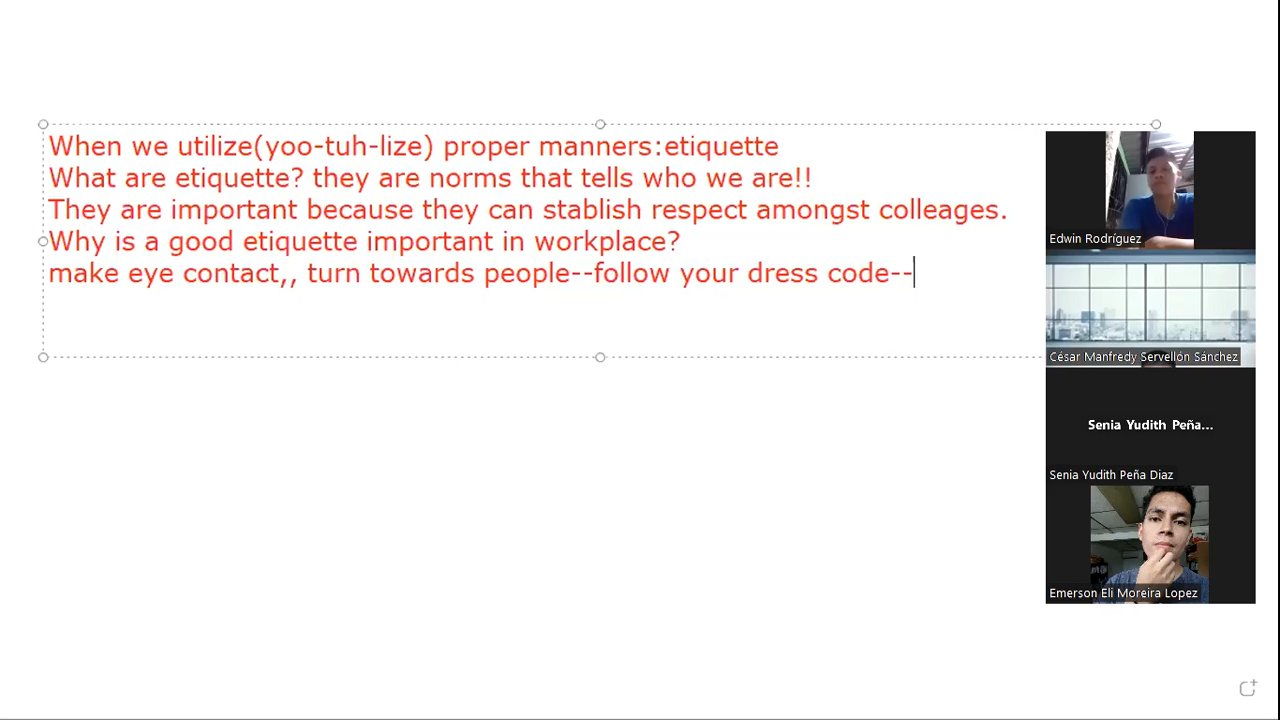 When we utilize(yoo-tuh-lize) proper manners:etiquette
What are etiquette? they are norms that tells who we are!!
They are important because they can stablish respect amongst colleages.
Why is a good etiquette important in workplace?
make eye contact,, turn towards people--follow your dress code--
Edwin Rodríguez
César Manfredy Servellón Sánchez
Senia Yudith Peña...
Senia Yudith Peña Diaz
Emerson Eli Moreira Lopez